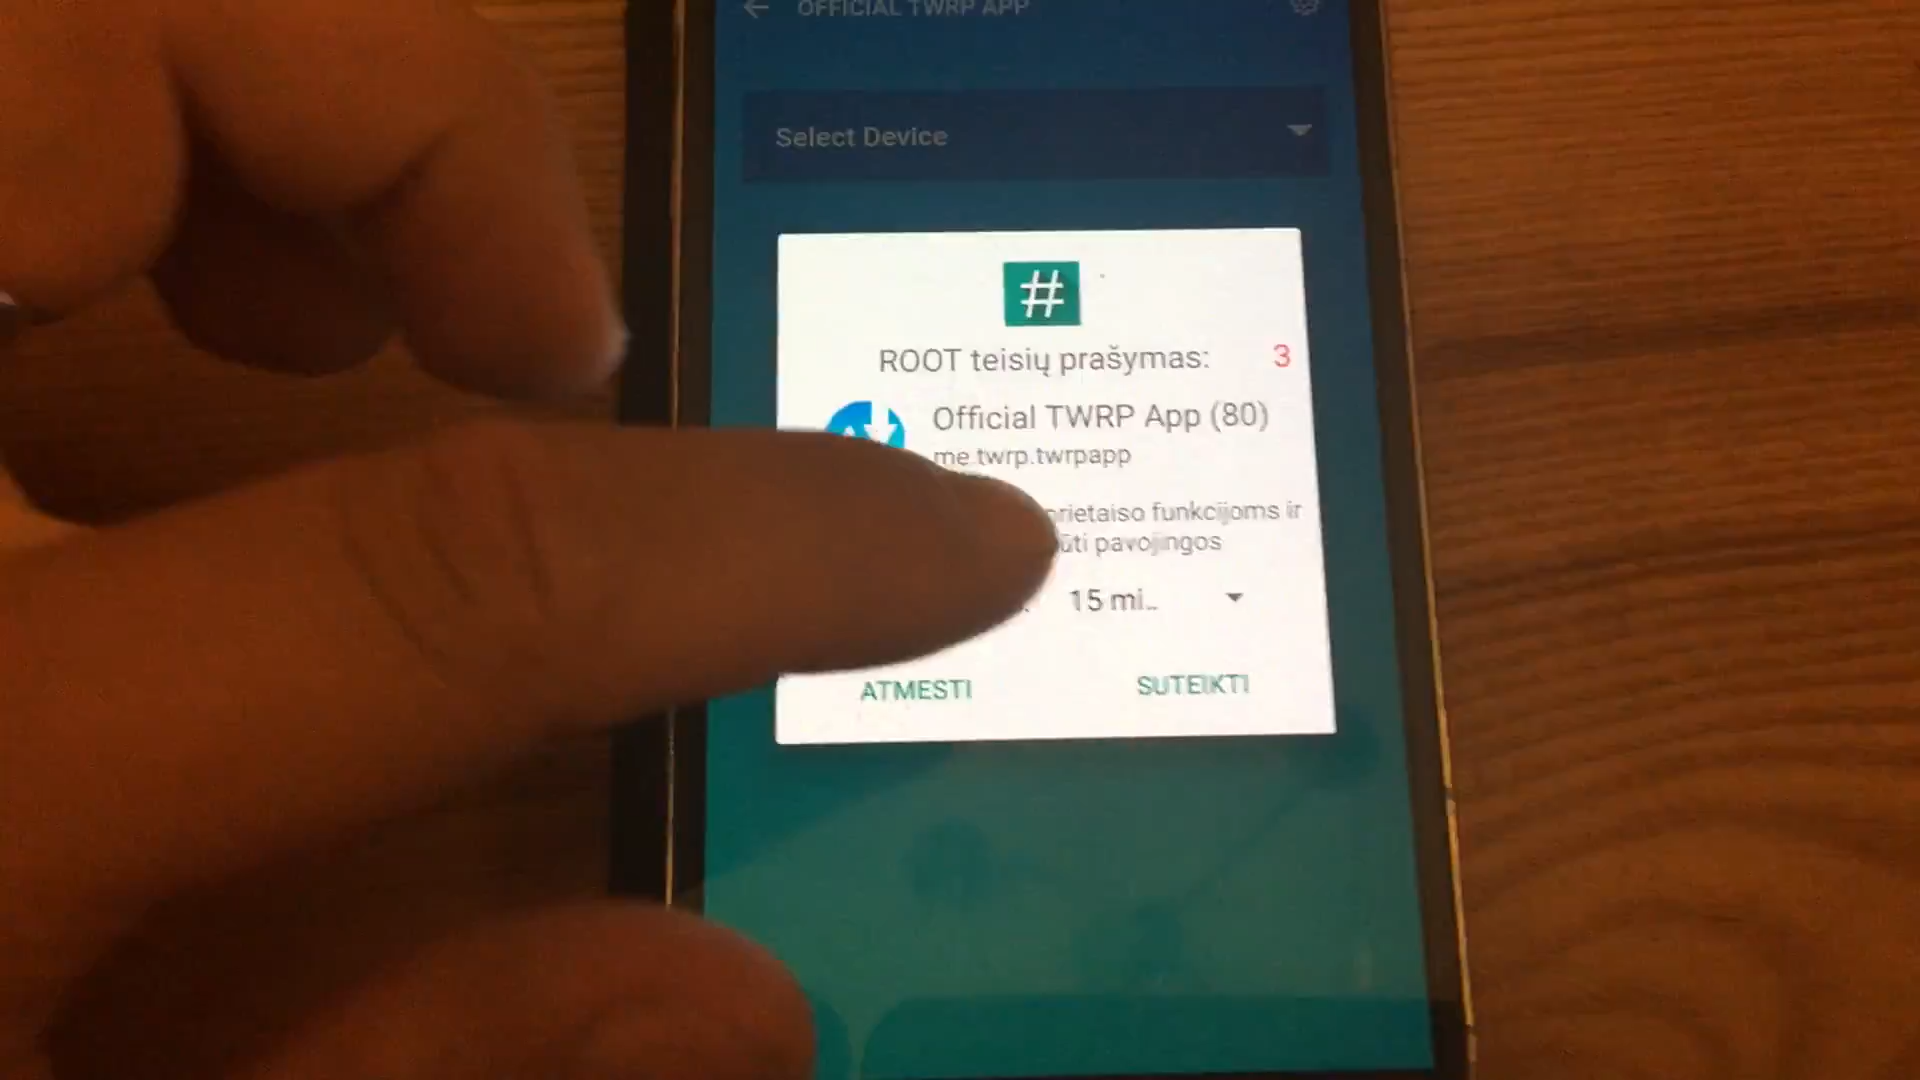 OFFICIAL TWRP APP
Select Device
#
ROOT teisių prašymas: 3
Official TWRP App (80)
me.twrp.twrpapp
funkcijoms ir
pavojingos
15 mi…
ATMESTI SUTEIKTI